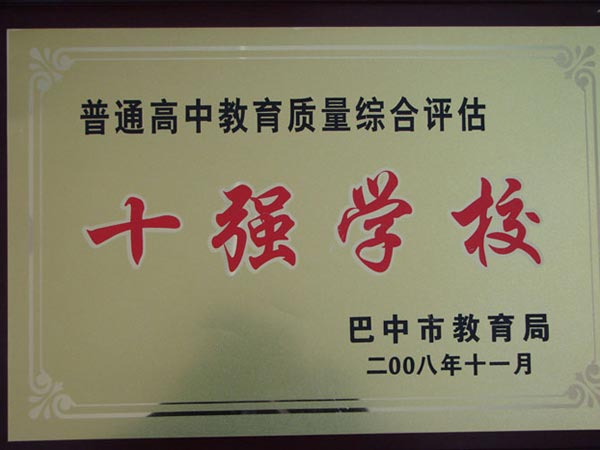 普通高中教育质量综合评估
十强学校
巴中市教育局
二00八年十一月